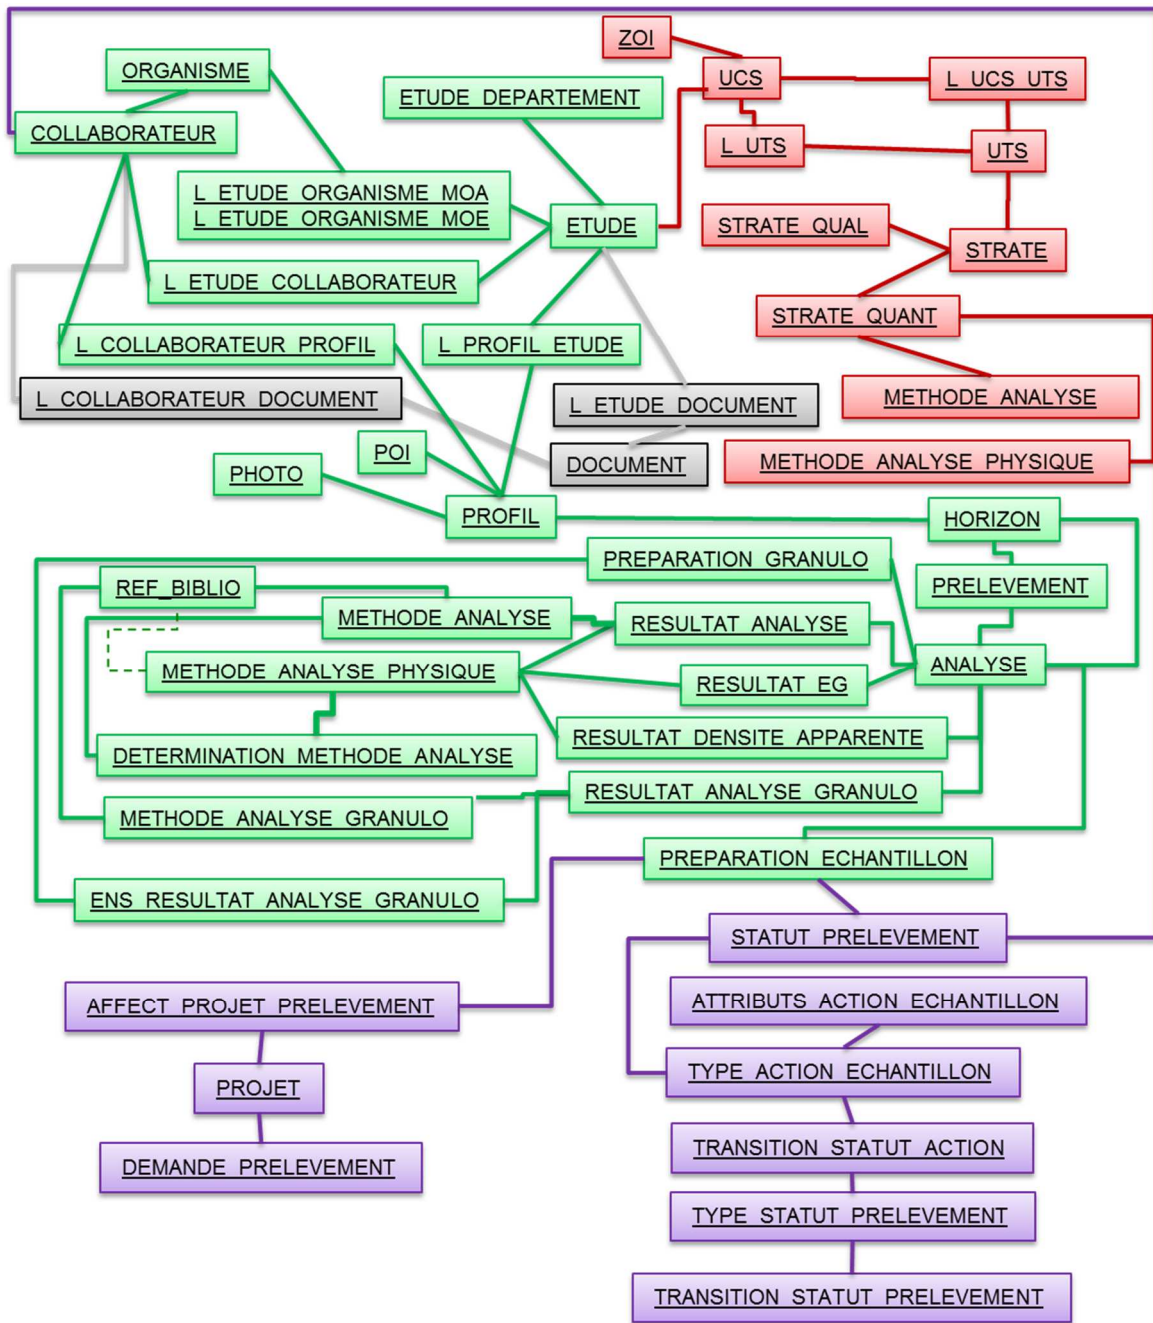 ZOI
ORGANISME
UCS
L_UCS_UTS
ETUDE_DEPARTEMENT
COLLABORATEUR
L_UTS
UTS
L_ETUDE_ORGANISME_MOA
L_ETUDE_ORGANISME_MOE
ETUDE
STRATE_QUAL
STRATE
L_ETUDE_COLLABORATEUR
STRATE_QUANT
L_COLLABORATEUR_PROFIL
L_PROFIL_ETUDE
L_COLLABORATEUR_DOCUMENT
L_ETUDE_DOCUMENT
METHODE_ANALYSE
POI
DOCUMENT
METHODE_ANALYSE_PHYSIQUE
PHOTO
PROFIL
HORIZON
PREPARATION_GRANULO
REF_BIBLIO
PRELEVEMENT
METHODE_ANALYSE
RESULTAT_ANALYSE
METHODE_ANALYSE_PHYSIQUE
ANALYSE
RESULTAT_EG
DETERMINATION_METHODE_ANALYSE
RESULTAT_DENSITE_APPARENTE
METHODE_ANALYSE_GRANULO
RESULTAT_ANALYSE_GRANULO
PREPARATION_ECHANTILLON
ENS_RESULTAT_ANALYSE_GRANULO
STATUT_PRELEVEMENT
AFFECT_PROJET_PRELEVEMENT
ATTRIBUTS_ACTION_ECHANTILLON
TYPE_ACTION_ECHANTILLON
PROJET
TRANSITION_STATUT_ACTION
DEMANDE_PRELEVEMENT
TYPE_STATUT_PRELEVEMENT
TRANSITION_STATUT_PRELEVEMENT